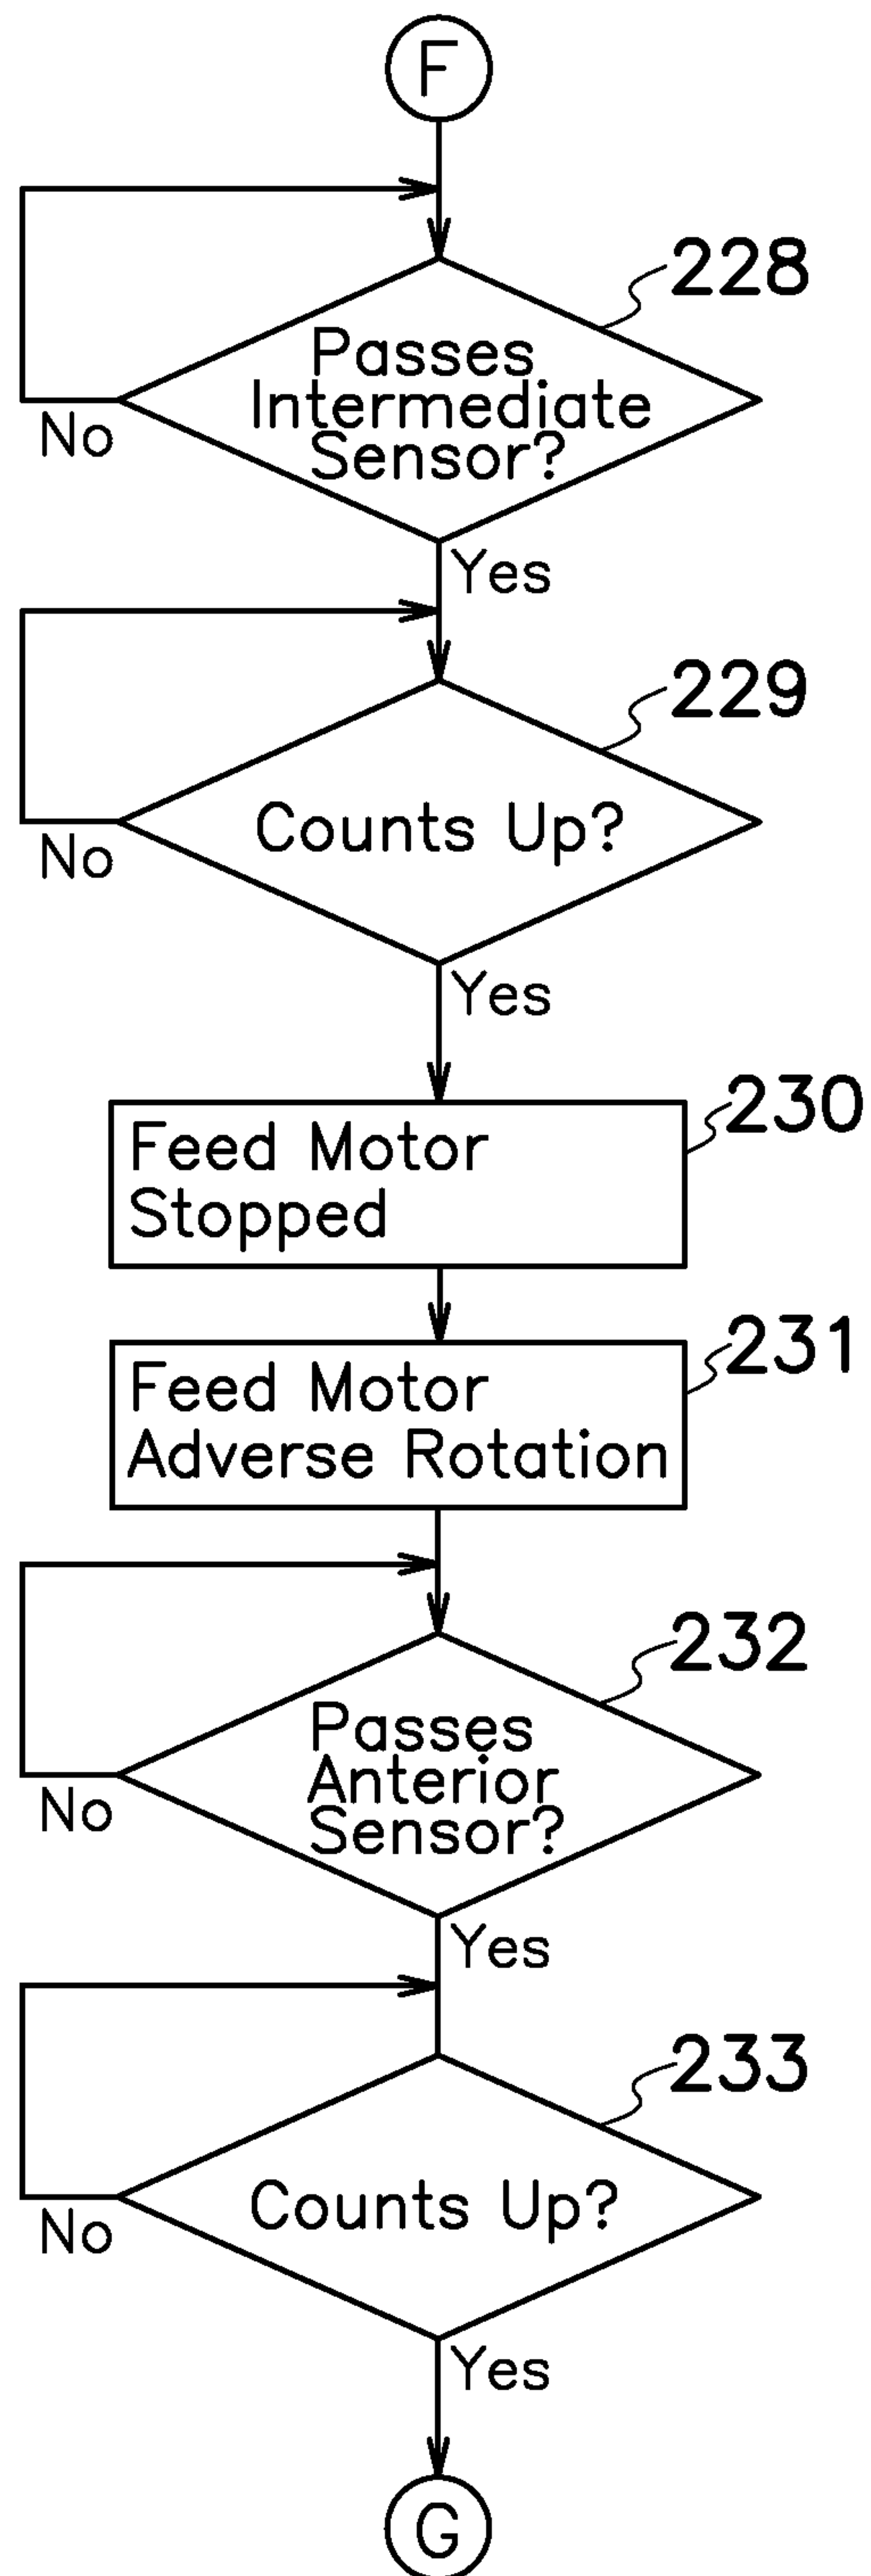 F
228
Passes
Intermediate
Sensor?
No
Yes
229
Counts Up?
No
Yes
230
Feed Motor
Stopped
231
Feed Motor
Adverse Rotation
232
Passes
Anterior
Sensor?
No
Yes
233
Counts Up?
No
Yes
G